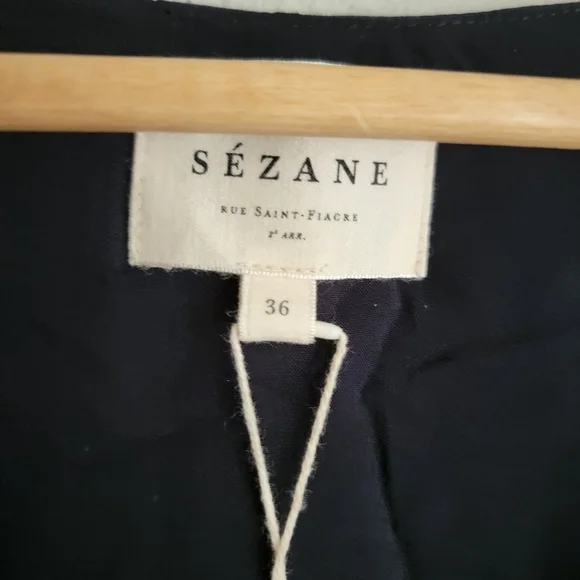 SÉZANE
RUE SAINT-FIACRE
2ᴱ ARR.
36